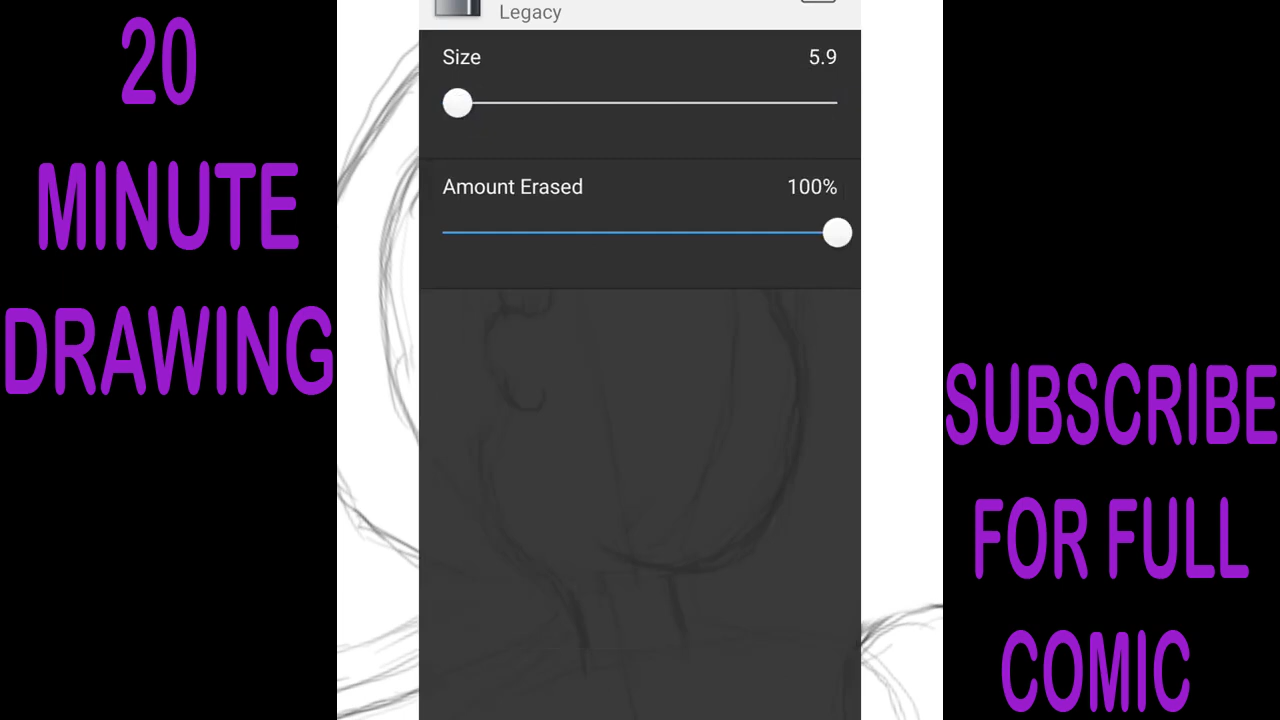 20
MINUTE
DRAWING
Legacy
Size 5.9
Amount Erased 100%
SUBSCRIBE
FOR FULL
COMIC